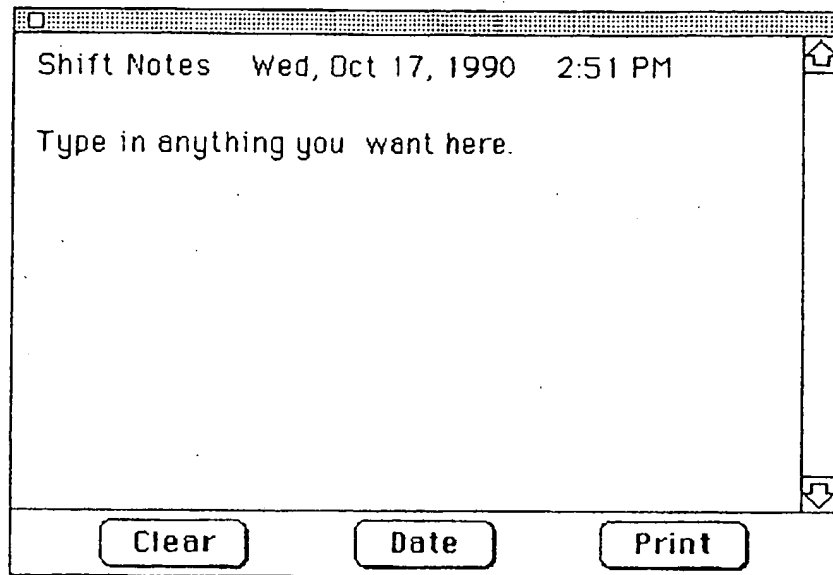 Shift Notes Wed, Oct 17, 1990 2:51 PM
Type in anything you want here.
Clear Date Print